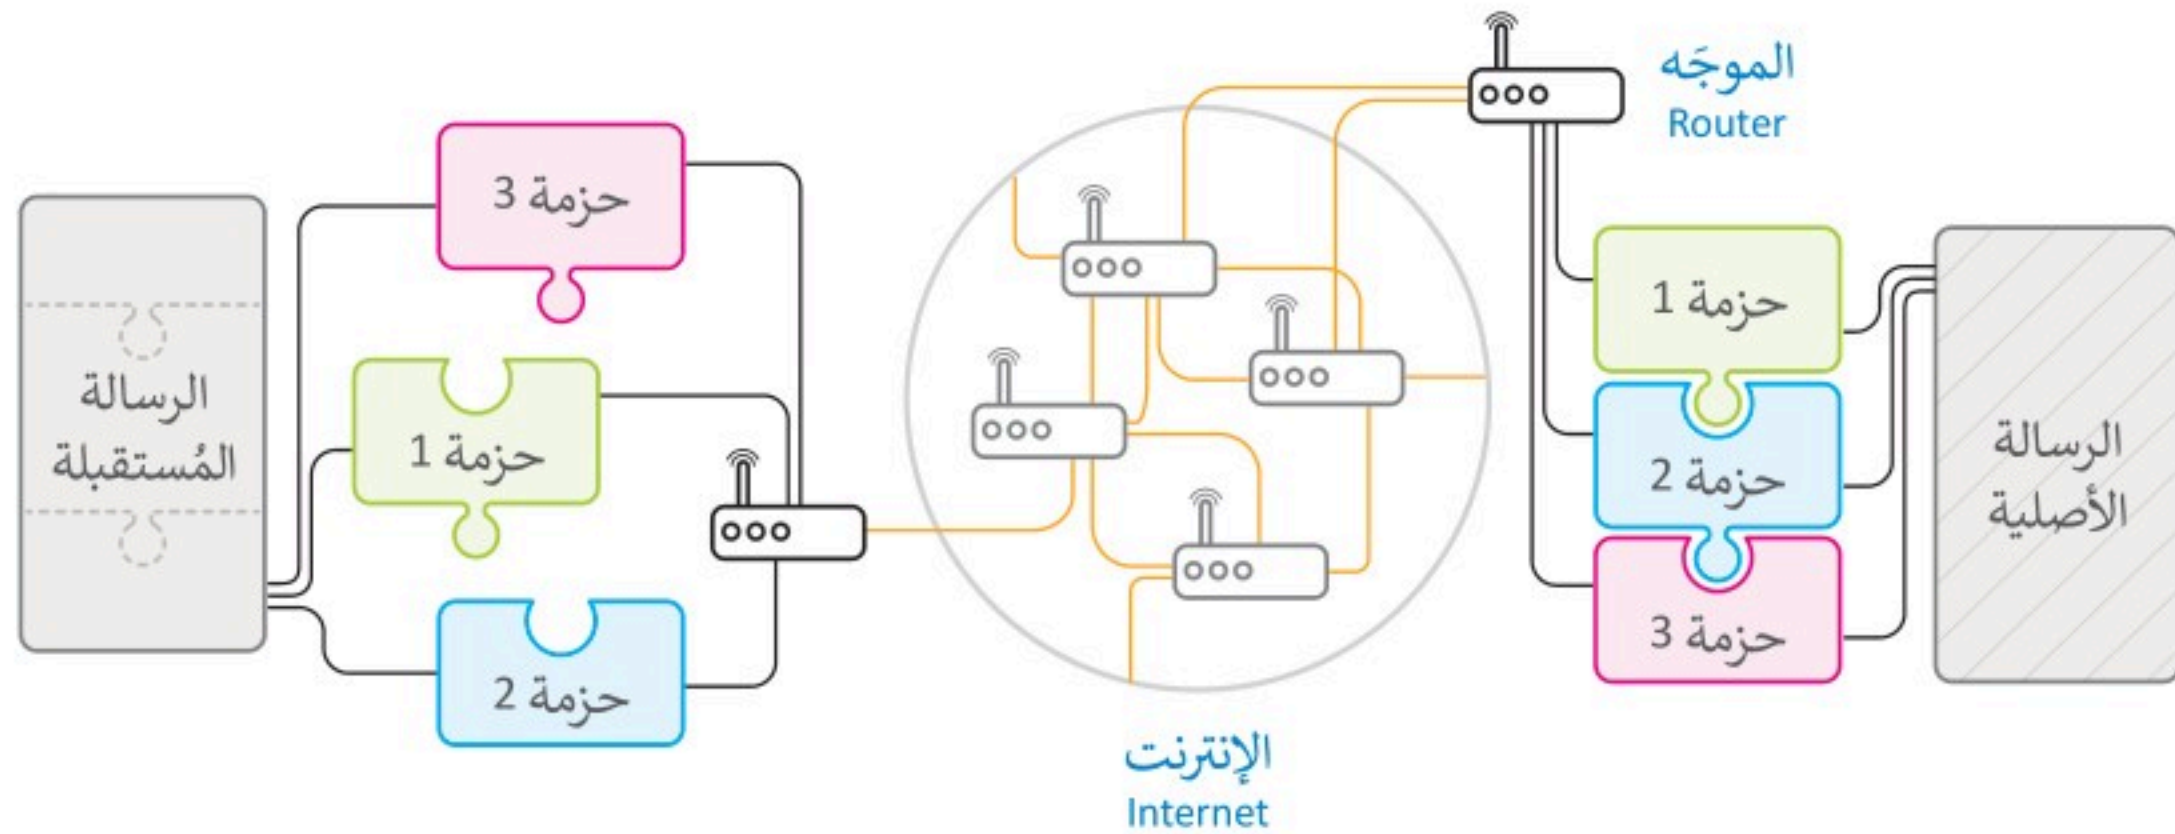 الموجَه
Router
الرسالة
الأصلية
حزمة 1
حزمة 2
حزمة 3
الإنترنت
Internet
حزمة 3
حزمة 1
حزمة 2
الرسالة
المُستقبلة